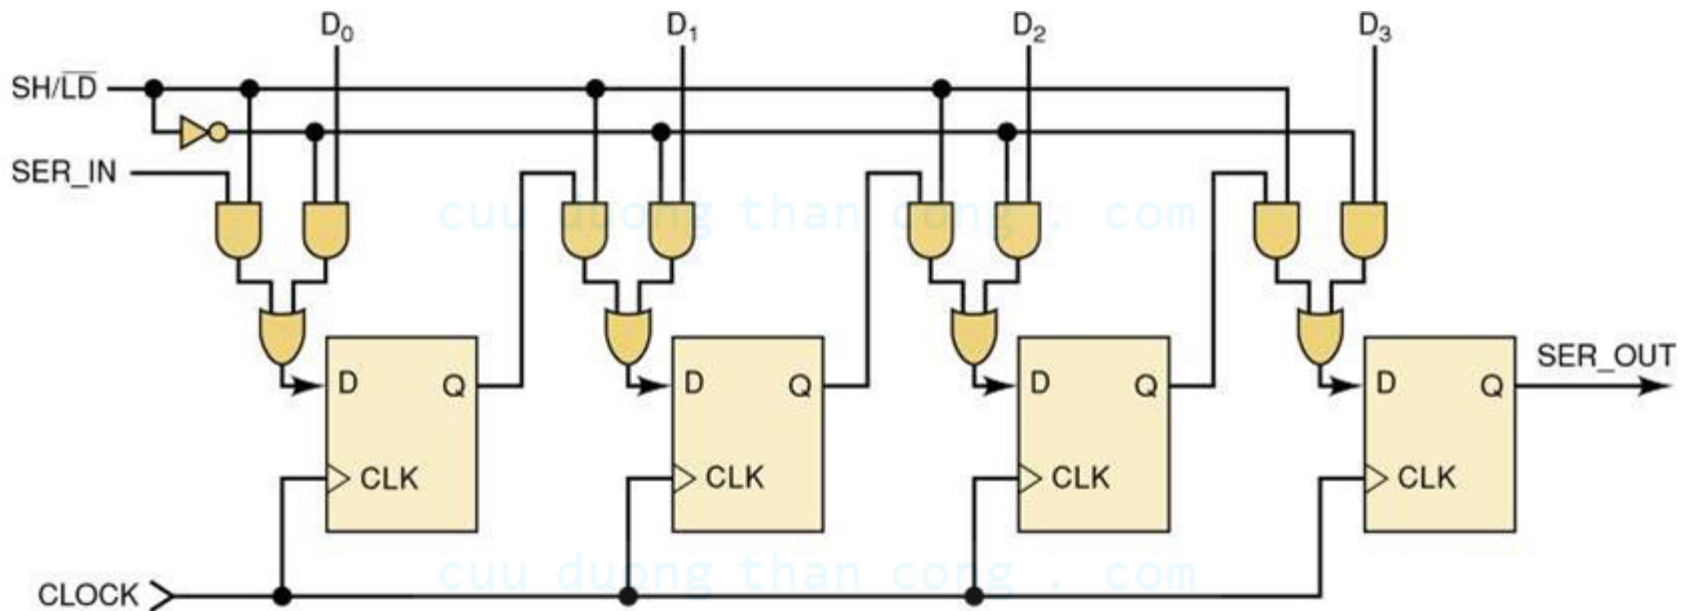 D₀ D₁ D₂ D₃
SH/L̅D̅
SER_IN
cuu duong than cong . com
SER_OUT
D Q D Q D Q D Q
CLK CLK CLK CLK
cuu duong than cong . com
CLOCK